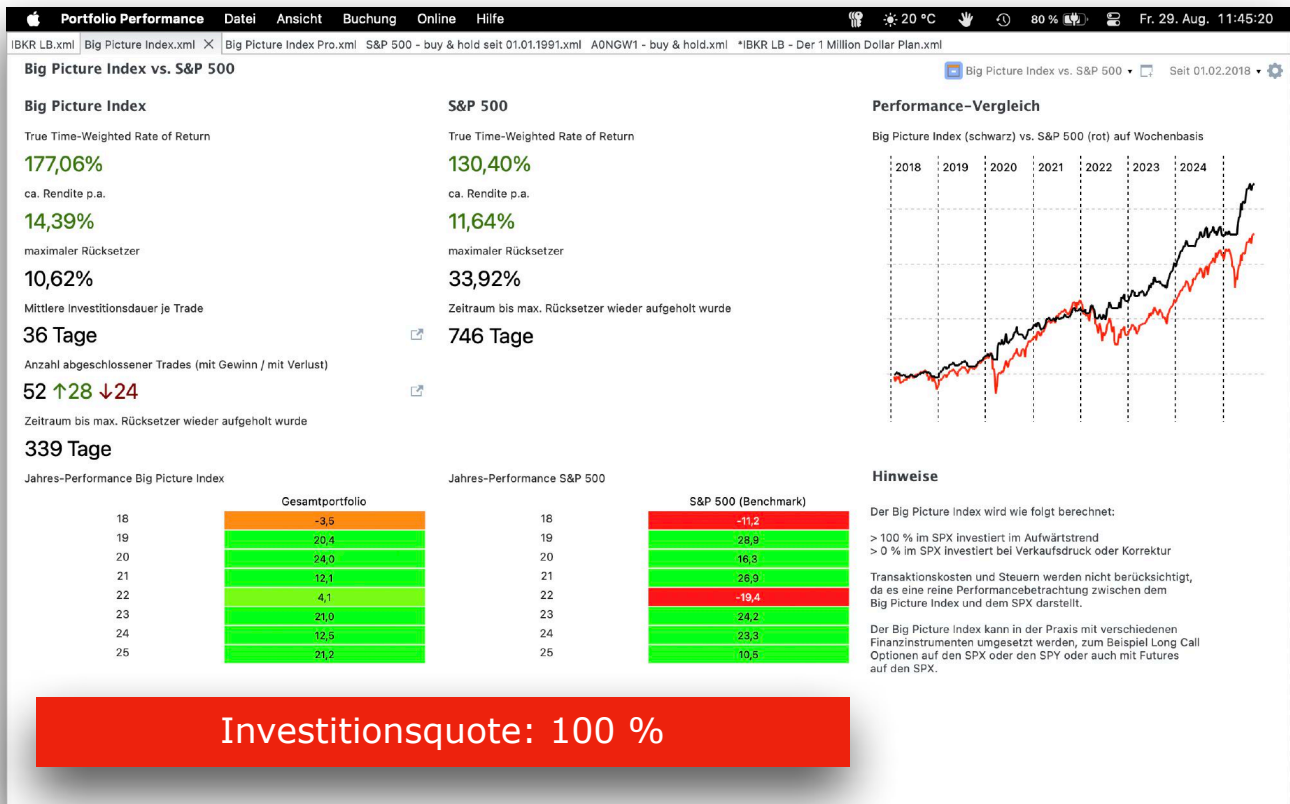 Portfolio Performance Datei Ansicht Buchung Online Hilfe 20 °C 80 % Fr. 29. Aug. 11:45:20
IBKR LB.xml Big Picture Index.xml Big Picture Index Pro.xml S&P 500 - buy & hold seit 01.01.1991.xml A0NGW1 - buy & hold.xml *IBKR LB - Der 1 Million Dollar Plan.xml
Big Picture Index vs. S&P 500
Big Picture Index vs. S&P 500 Seit 01.02.2018
Big Picture Index
True Time-Weighted Rate of Return
177,06%
ca. Rendite p.a.
14,39%
maximaler Rücksetzer
10,62%
Mittlere Investitionsdauer je Trade
36 Tage
Anzahl abgeschlossener Trades (mit Gewinn / mit Verlust)
52 ↑28 ↓24
Zeitraum bis max. Rücksetzer wieder aufgeholt wurde
339 Tage
S&P 500
True Time-Weighted Rate of Return
130,40%
ca. Rendite p.a.
11,64%
maximaler Rücksetzer
33,92%
Zeitraum bis max. Rücksetzer wieder aufgeholt wurde
746 Tage
Performance-Vergleich
Big Picture Index (schwarz) vs. S&P 500 (rot) auf Wochenbasis
2018 2019 2020 2021 2022 2023 2024
Jahres-Performance Big Picture Index
Gesamtportfolio
18 -3,5
19 20,4
20 24,0
21 12,1
22 4,1
23 21,0
24 12,5
25 21,2
Jahres-Performance S&P 500
S&P 500 (Benchmark)
18 -11,2
19 28,9
20 16,3
21 26,9
22 -19,4
23 24,2
24 23,3
25 10,5
Hinweise
Der Big Picture Index wird wie folgt berechnet:
> 100 % im SPX investiert im Aufwärtstrend
> 0 % im SPX investiert bei Verkaufsdruck oder Korrektur
Transaktionskosten und Steuern werden nicht berücksichtigt,
da es eine reine Performancebetrachtung zwischen dem
Big Picture Index und dem SPX darstellt.
Der Big Picture Index kann in der Praxis mit verschiedenen
Finanzinstrumenten umgesetzt werden, zum Beispiel Long Call
Optionen auf den SPX oder den SPY oder auch mit Futures
auf den SPX.
Investitionsquote: 100 %